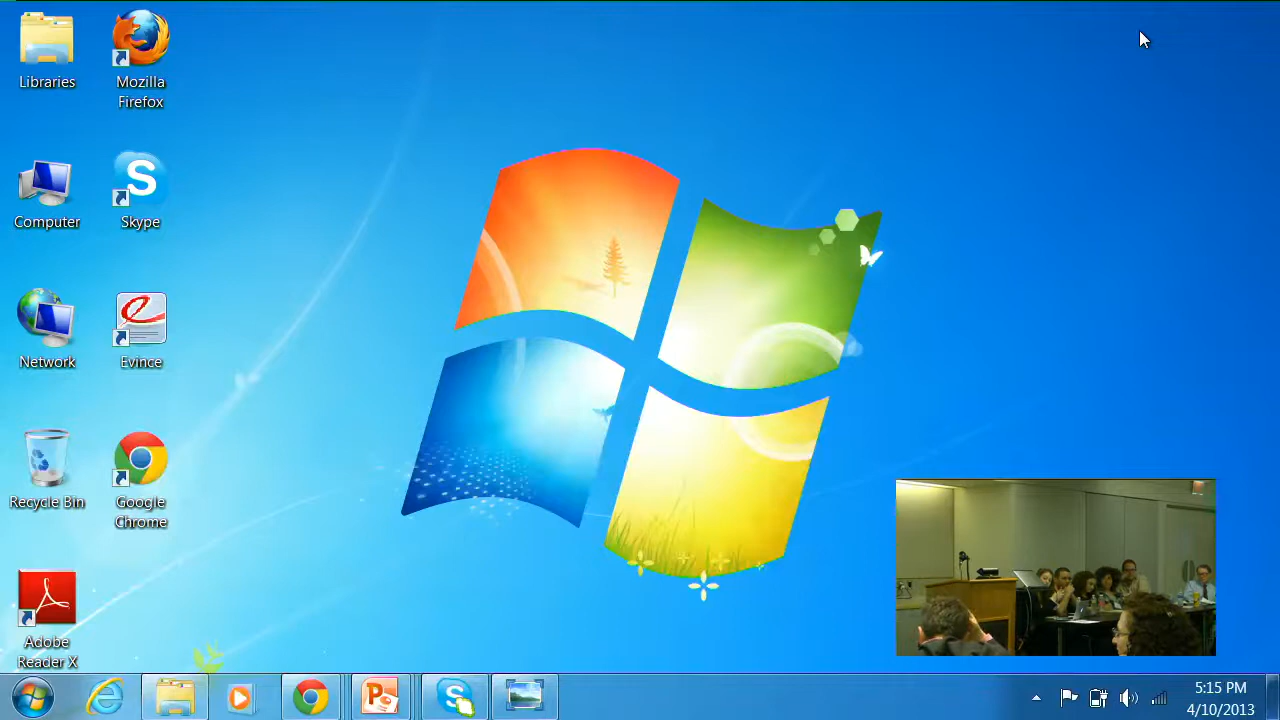 Libraries
Mozilla
Firefox
Computer
S
Skype
Network
Evince
Recycle Bin
Google
Chrome
Adobe
Reader X
5:15 PM
4/10/2013